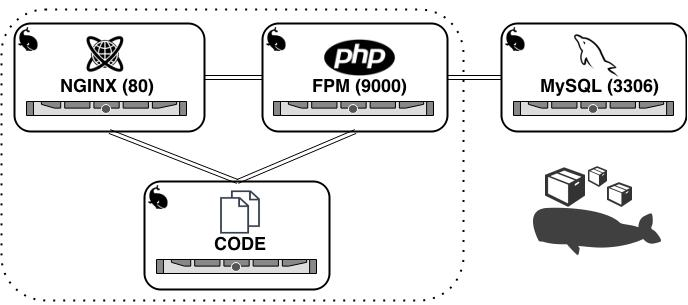 php
NGINX (80)
FPM (9000)
MySQL (3306)
CODE